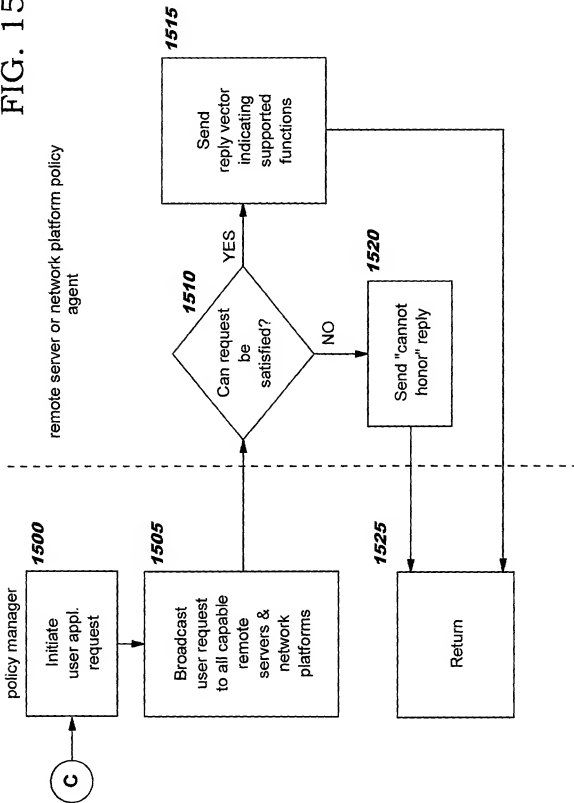 FIG. 15
policy manager
remote server or network platform policy
agent
C
1500
Initiate
user appl.
request
1505
Broadcast
user request
to all capable
remote
servers &
network
platforms
1510
Can request
be
satisfied?
YES
NO
1515
Send
reply vector
indicating
supported
functions
1520
Send "cannot
honor" reply
1525
Return